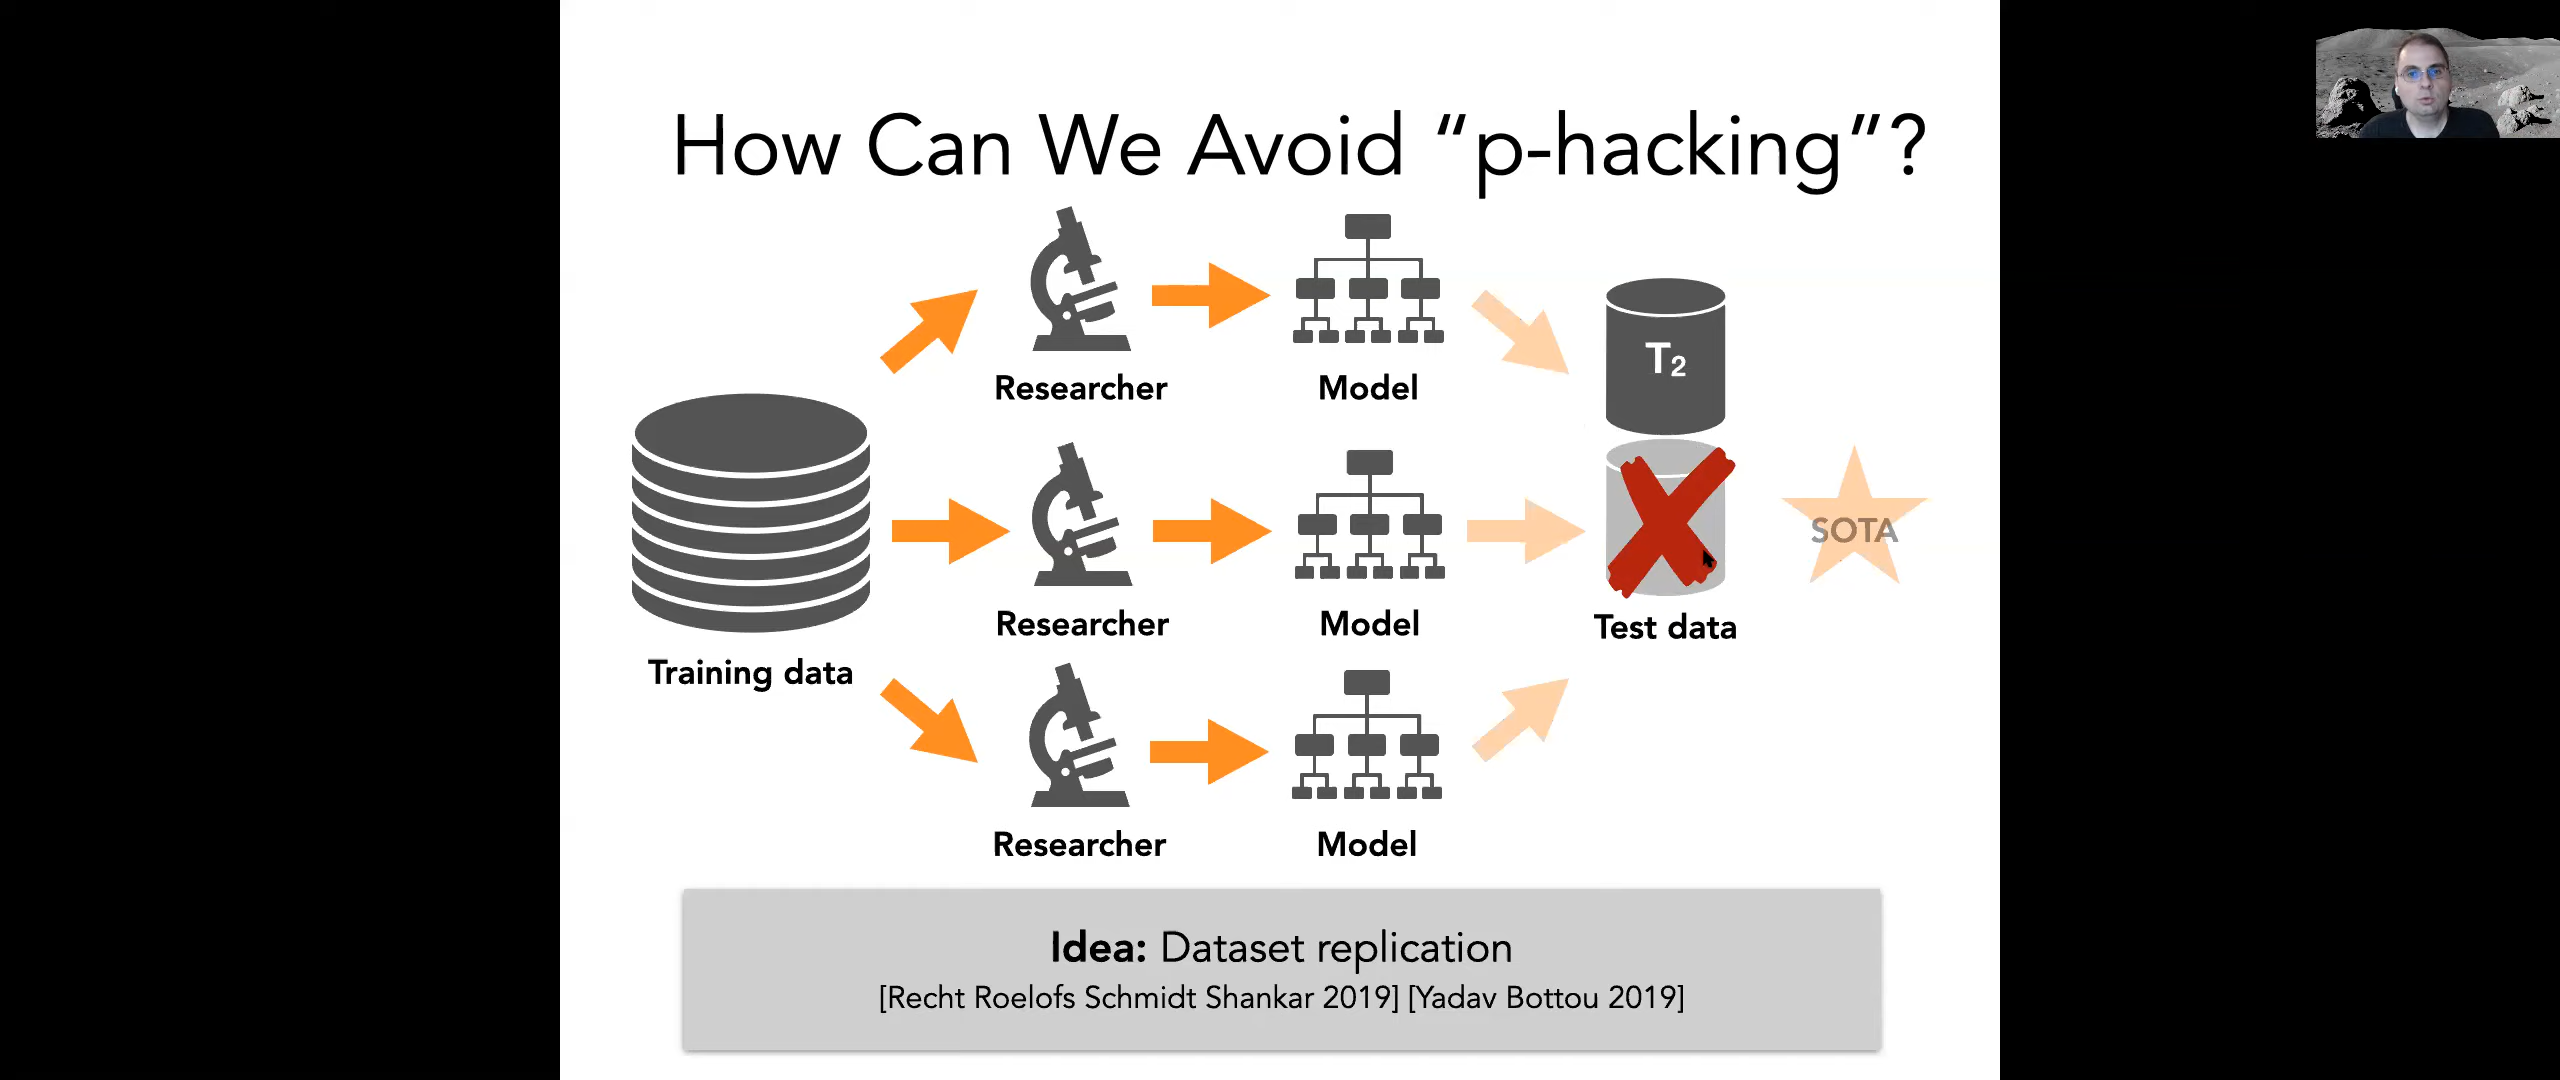 How Can We Avoid “p-hacking”?
Researcher
Model
T₂
Training data
Researcher
Model
Test data
SOTA
Researcher
Model
Idea: Dataset replication
[Recht Roelofs Schmidt Shankar 2019] [Yadav Bottou 2019]